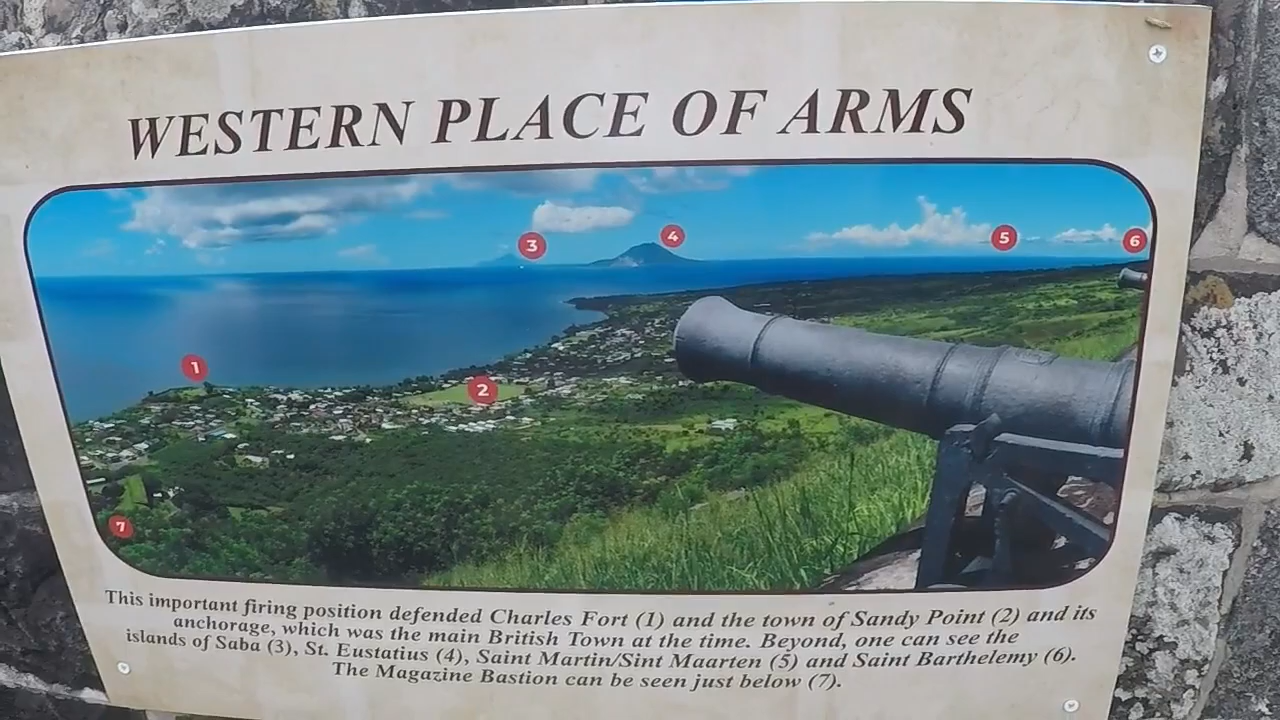 WESTERN PLACE OF ARMS
3
4
5
6
1
2
7
This important firing position defended Charles Fort (1) and the town of Sandy Point (2) and its
anchorage, which was the main British Town at the time. Beyond, one can see the
islands of Saba (3), St. Eustatius (4), Saint Martin/Sint Maarten (5) and Saint Barthelemy (6).
The Magazine Bastion can be seen just below (7).